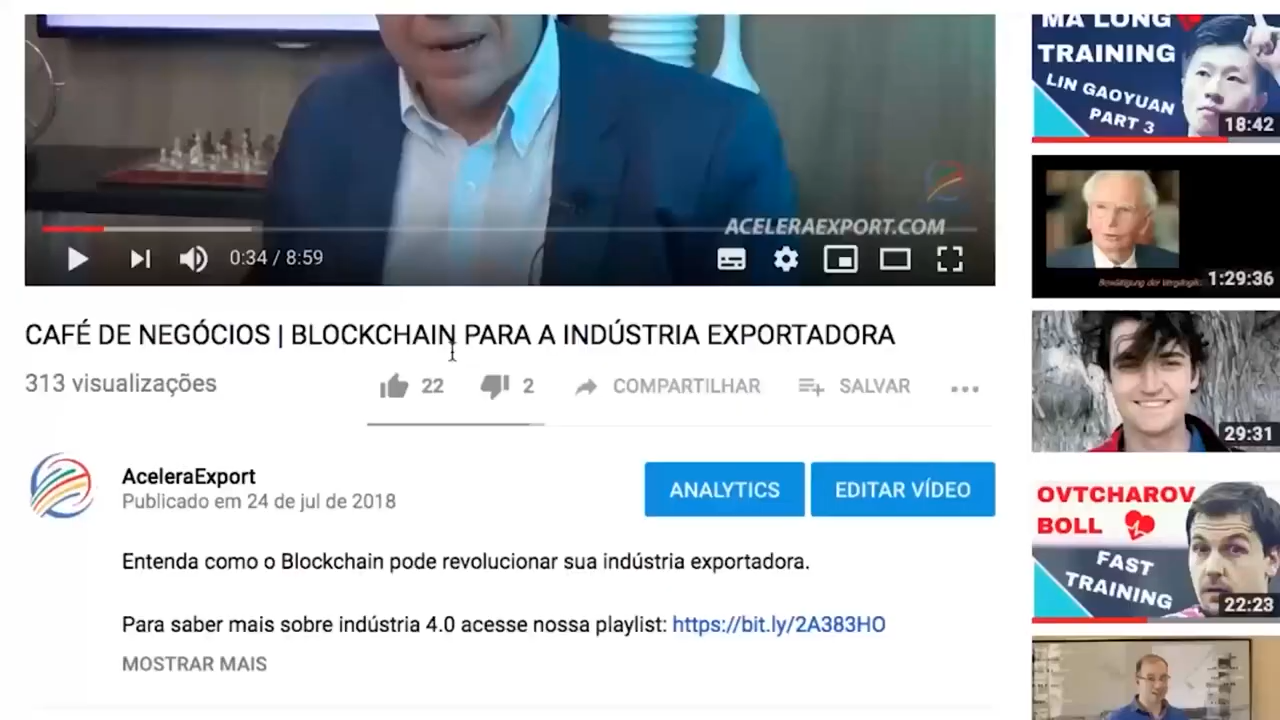 ACELERAEXPORT.COM
0:34 / 8:59
CAFÉ DE NEGÓCIOS | BLOCKCHAIN PARA A INDÚSTRIA EXPORTADORA
313 visualizações
22
2
COMPARTILHAR
SALVAR
AceleraExport
Publicado em 24 de jul de 2018
ANALYTICS
EDITAR VÍDEO
Entenda como o Blockchain pode revolucionar sua indústria exportadora.
Para saber mais sobre indústria 4.0 acesse nossa playlist: https://bit.ly/2A383HO
MOSTRAR MAIS
MA LONG
TRAINING
LIN GAOYUAN
PART 3
18:42
1:29:36
29:31
OVTCHAROV
BOLL
FAST
TRAINING
22:23